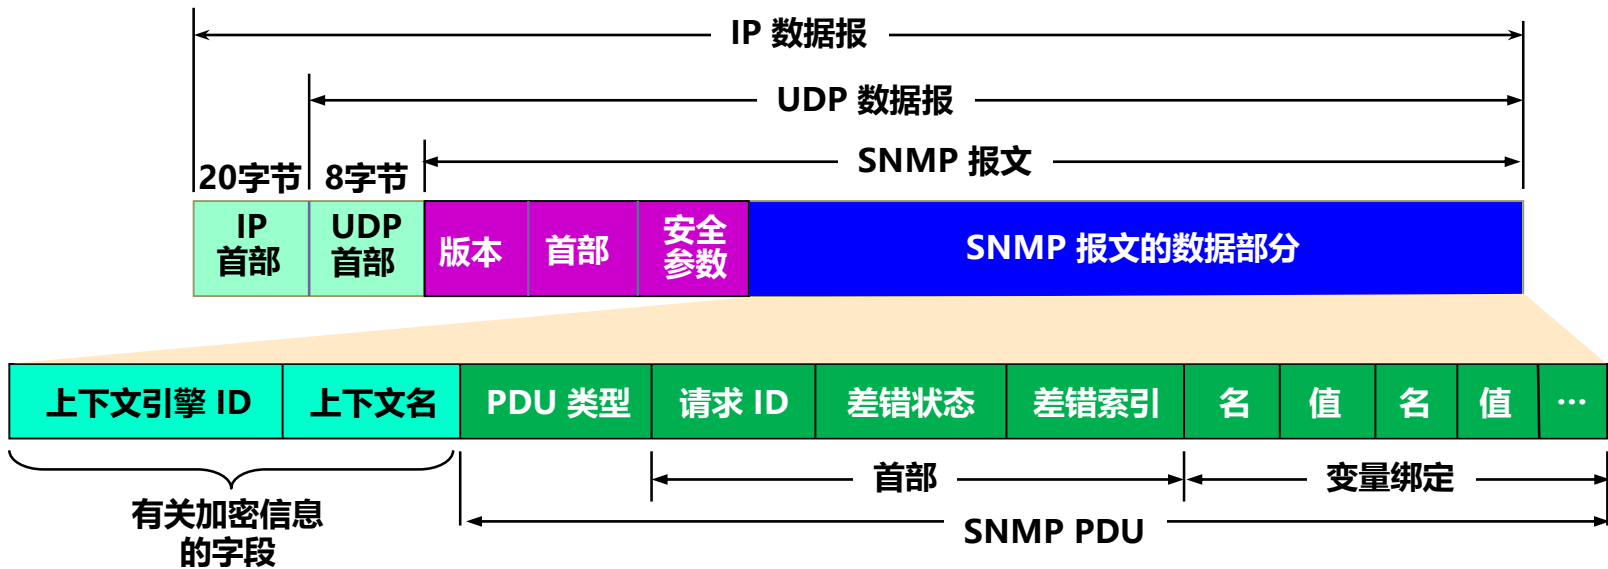 IP 数据报
UDP 数据报
SNMP 报文
20字节
8字节
IP
首部
UDP
首部
版本
首部
安全
参数
SNMP 报文的数据部分
上下文引擎 ID
上下文名
PDU 类型
请求 ID
差错状态
差错索引
名
值
名
值
...
首部
变量绑定
有关加密信息
的字段
SNMP PDU